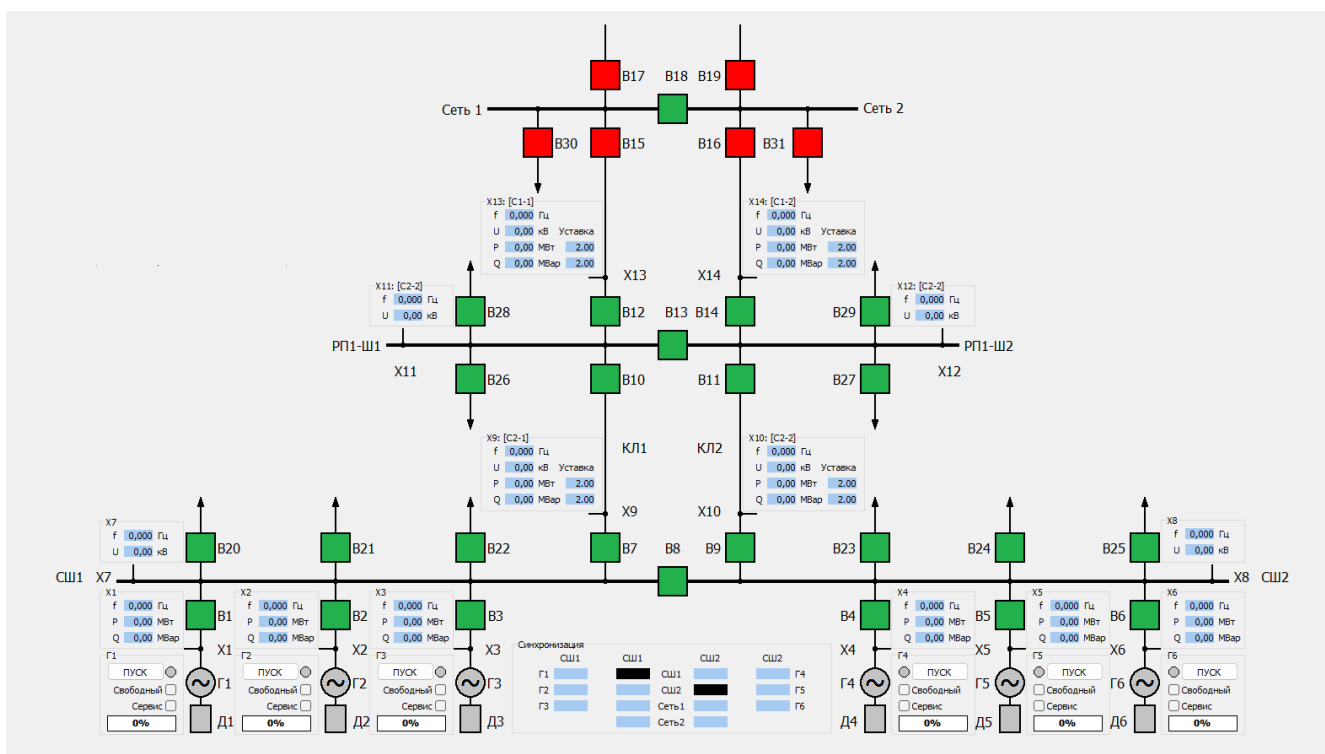 В17 В18 В19
Сеть 1 Сеть 2
В30 В15 В16 В31
X13: [C1-1] X14: [C1-2]
f 0,000 Гц f 0,000 Гц
U 0,00 кВ Уставка U 0,00 кВ Уставка
P 0,00 МВт 2.00 P 0,00 МВт 2.00
Q 0,00 МВар 2.00 Q 0,00 МВар 2.00
X13 X14
X11: [C2-2] X12: [C2-2]
f 0,000 Гц f 0,000 Гц
U 0,00 кВ U 0,00 кВ
В28 В12 В13 В14 В29
РП1-Ш1 РП1-Ш2
X11 X12
В26 В10 В11 В27
X9: [C2-1] X10: [C2-2]
f 0,000 Гц КЛ1 КЛ2 f 0,000 Гц
U 0,00 кВ Уставка U 0,00 кВ Уставка
P 0,00 МВт 2.00 P 0,00 МВт 2.00
Q 0,00 МВар 2.00 Q 0,00 МВар 2.00
X9 X10
X7 X8
f 0,000 Гц f 0,000 Гц
U 0,00 кВ U 0,00 кВ
В20 В21 В22 В7 В8 В9 В23 В24 В25
СШ1 X7 X8 СШ2
X1 X2 X3 X4 X5 X6
f 0,000 Гц f 0,000 Гц f 0,000 Гц f 0,000 Гц f 0,000 Гц f 0,000 Гц
P 0,00 МВт P 0,00 МВт P 0,00 МВт P 0,00 МВт P 0,00 МВт P 0,00 МВт
Q 0,00 МВар Q 0,00 МВар Q 0,00 МВар Q 0,00 МВар Q 0,00 МВар Q 0,00 МВар
В1 В2 В3 В4 В5 В6
X1 X2 X3 X4 X5 X6
Синхронизация
СШ1 СШ1 СШ2 СШ2
Г1 СШ1 Г4
Г2 СШ2 Г5
Г3 Сеть1 Г6
Сеть2
Г1 Г2 Г3 Г4 Г5 Г6
ПУСК ПУСК ПУСК ПУСК ПУСК ПУСК
Свободный Г1 Свободный Г2 Свободный Г3 Г4 Свободный Г5 Свободный Г6 Свободный
Сервис Сервис Сервис Сервис Сервис Сервис
0% Д1 0% Д2 0% Д3 Д4 0% Д5 0% Д6 0%